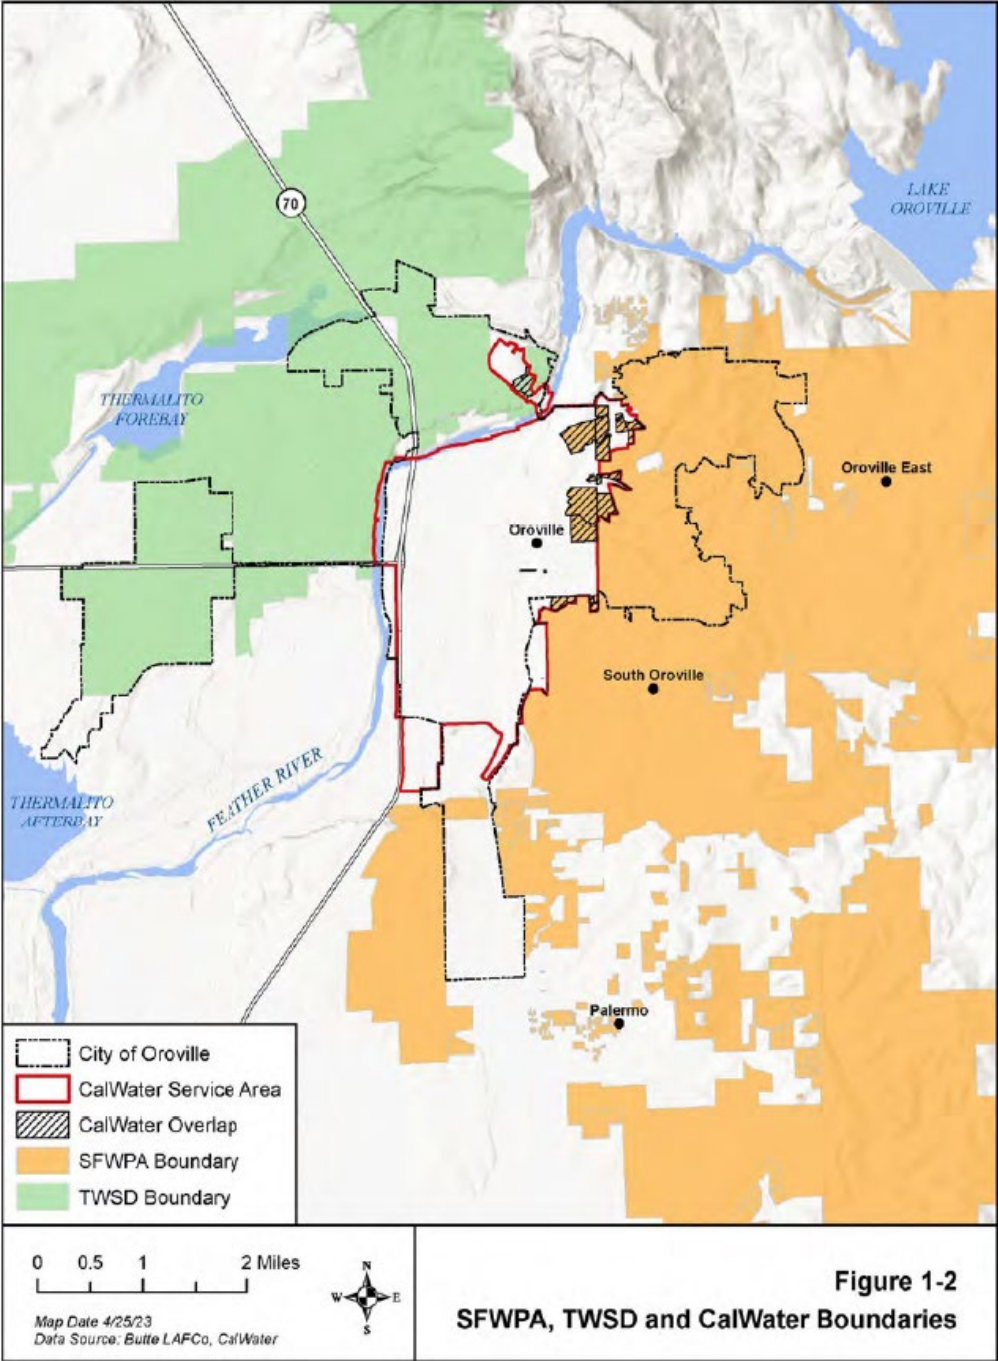 70
LAKE
OROVILLE
THERMALITO
FOREBAY
Oroville East
Oroville
South Oroville
FEATHER RIVER
THERMALITO
AFTERBAY
Palermo
City of Oroville
CalWater Service Area
CalWater Overlap
SFWPA Boundary
TWSD Boundary
0 0.5 1 2 Miles
N
W E
S
Map Date 4/25/23
Data Source: Butte LAFCo, CalWater
Figure 1-2
SFWPA, TWSD and CalWater Boundaries